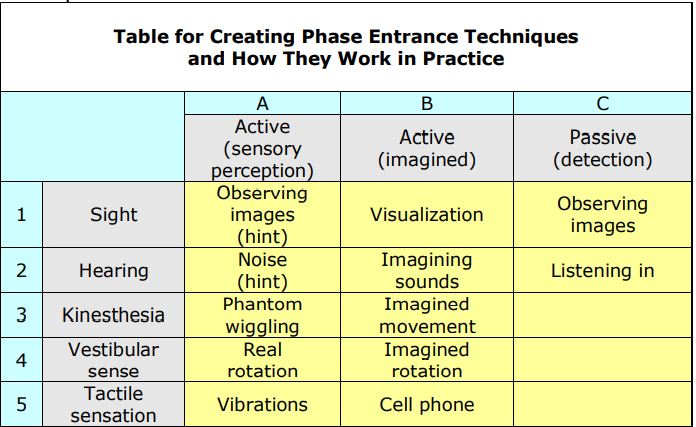 Table for Creating Phase Entrance Techniques
and How They Work in Practice
A B C
Active
(sensory
perception)
Active
(imagined)
Passive
(detection)
1 Sight
Observing
images
(hint)
Visualization
Observing
images
2 Hearing
Noise
(hint)
Imagining
sounds
Listening in
3 Kinesthesia
Phantom
wiggling
Imagined
movement
4
Vestibular
sense
Real
rotation
Imagined
rotation
5
Tactile
sensation
Vibrations
Cell phone